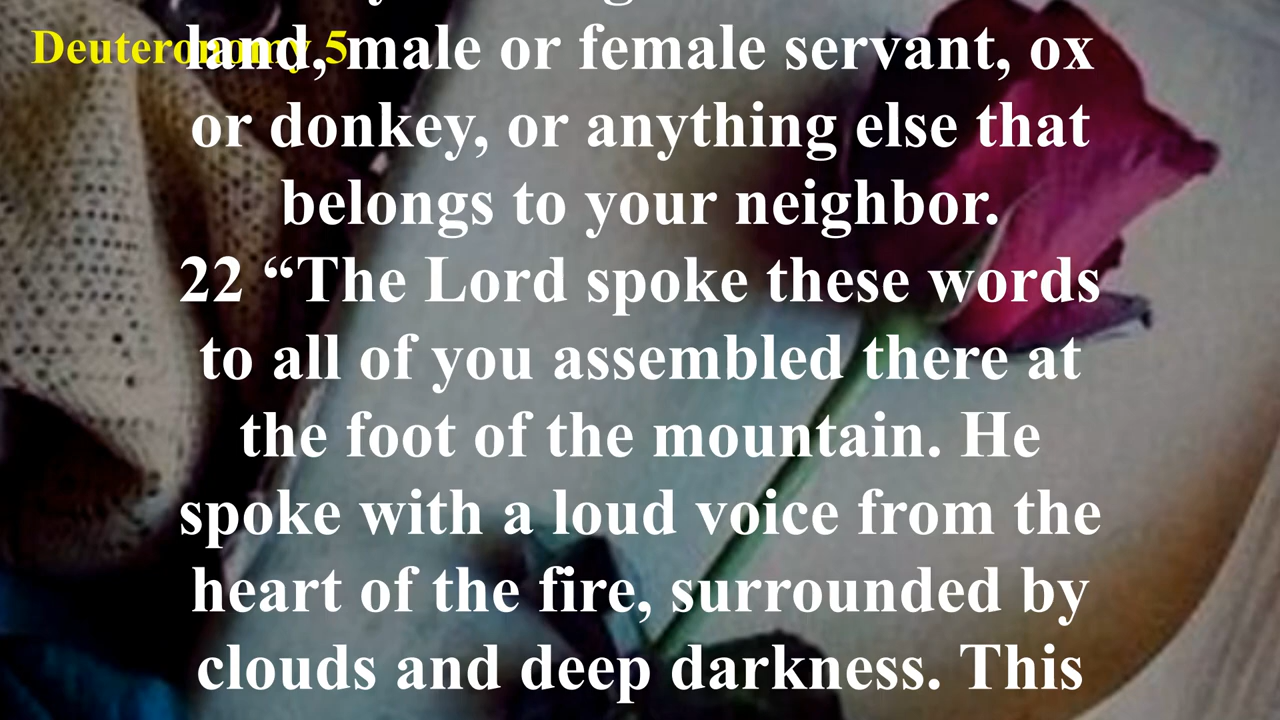 Deuteronomy 5
land, male or female servant, ox
or donkey, or anything else that
belongs to your neighbor.
22 “The Lord spoke these words
to all of you assembled there at
the foot of the mountain. He
spoke with a loud voice from the
heart of the fire, surrounded by
clouds and deep darkness. This